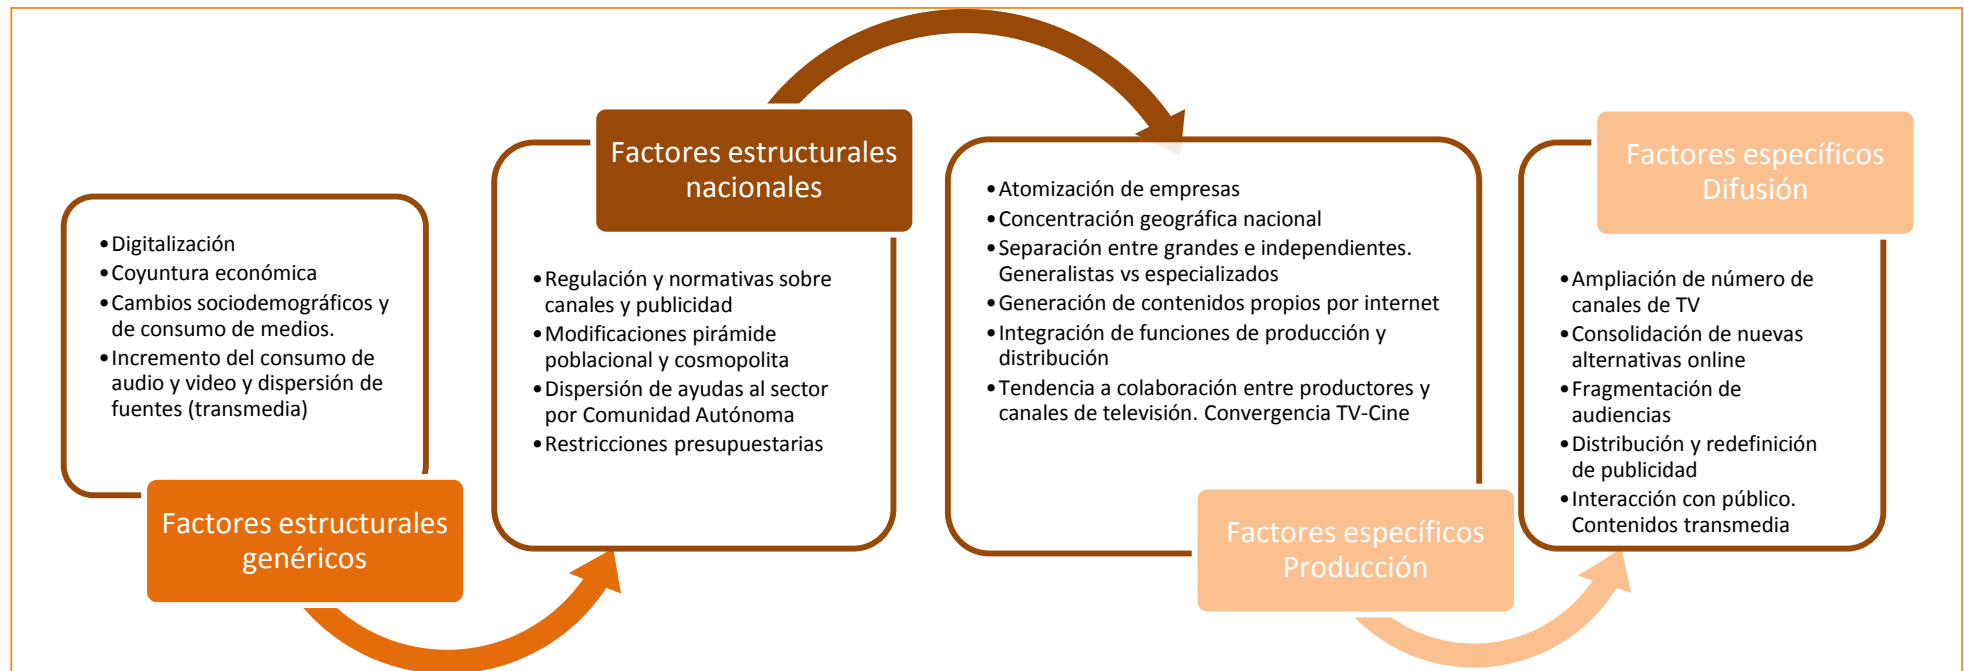 •Digitalización
•Coyuntura económica
•Cambios sociodemográficos y
de consumo de medios.
•Incremento del consumo de
audio y video y dispersión de
fuentes (transmedia)
Factores estructurales
genéricos
Factores estructurales
nacionales
•Regulación y normativas sobre
canales y publicidad
•Modificaciones pirámide
poblacional y cosmopolita
•Dispersión de ayudas al sector
por Comunidad Autónoma
•Restricciones presupuestarias
•Atomización de empresas
•Concentración geográfica nacional
•Separación entre grandes e independientes.
Generalistas vs especializados
•Generación de contenidos propios por internet
•Integración de funciones de producción y
distribución
•Tendencia a colaboración entre productores y
canales de televisión. Convergencia TV-Cine
Factores específicos
Producción
Factores específicos
Difusión
•Ampliación de número de
canales de TV
•Consolidación de nuevas
alternativas online
•Fragmentación de
audiencias
•Distribución y redefinición
de publicidad
•Interacción con público.
Contenidos transmedia